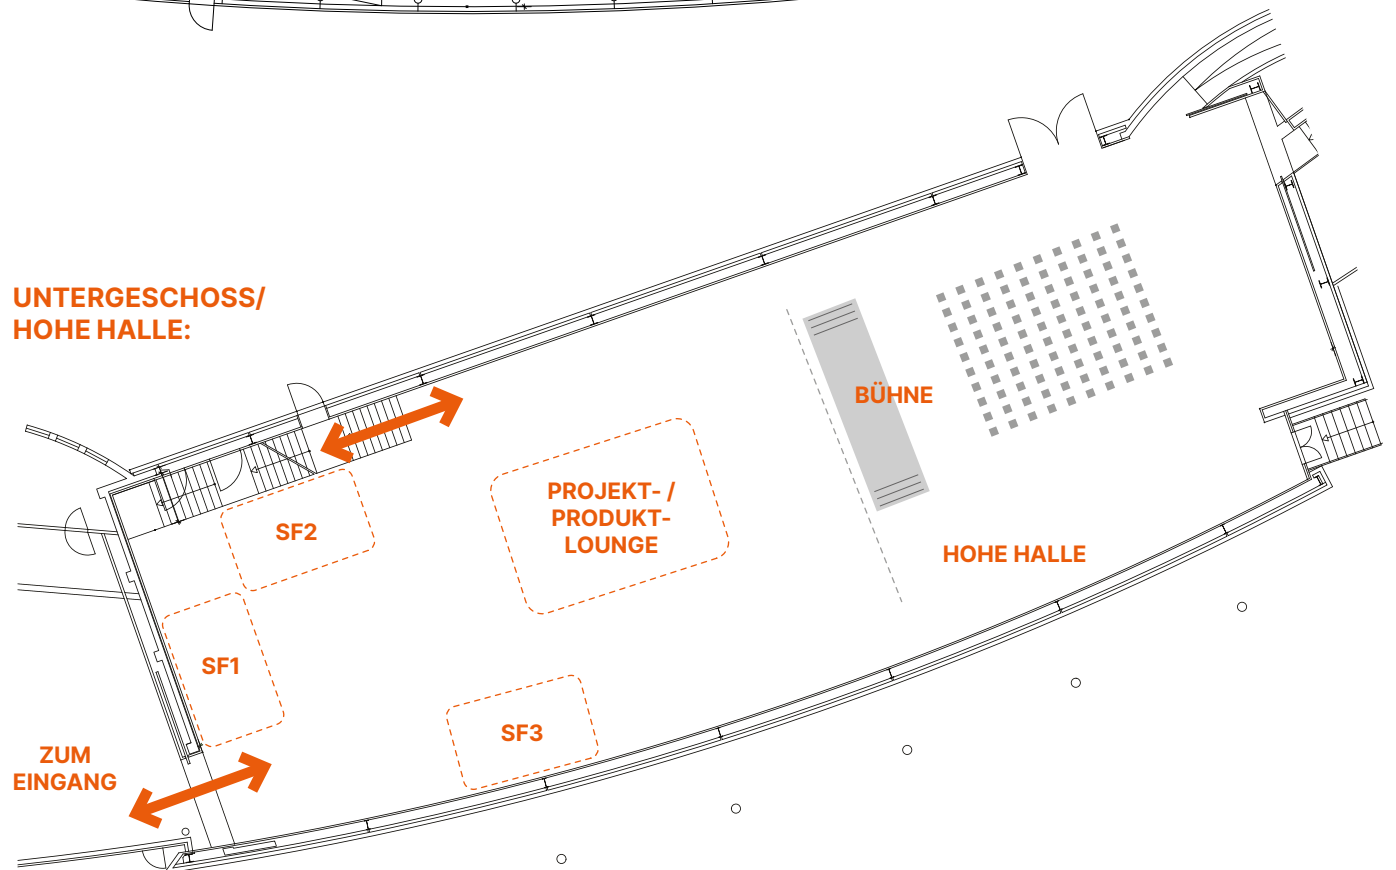 UNTERGESCHOSS/
HOHE HALLE:
BÜHNE
PROJEKT- /
PRODUKT-
LOUNGE
SF2
HOHE HALLE
SF1
SF3
ZUM
EINGANG